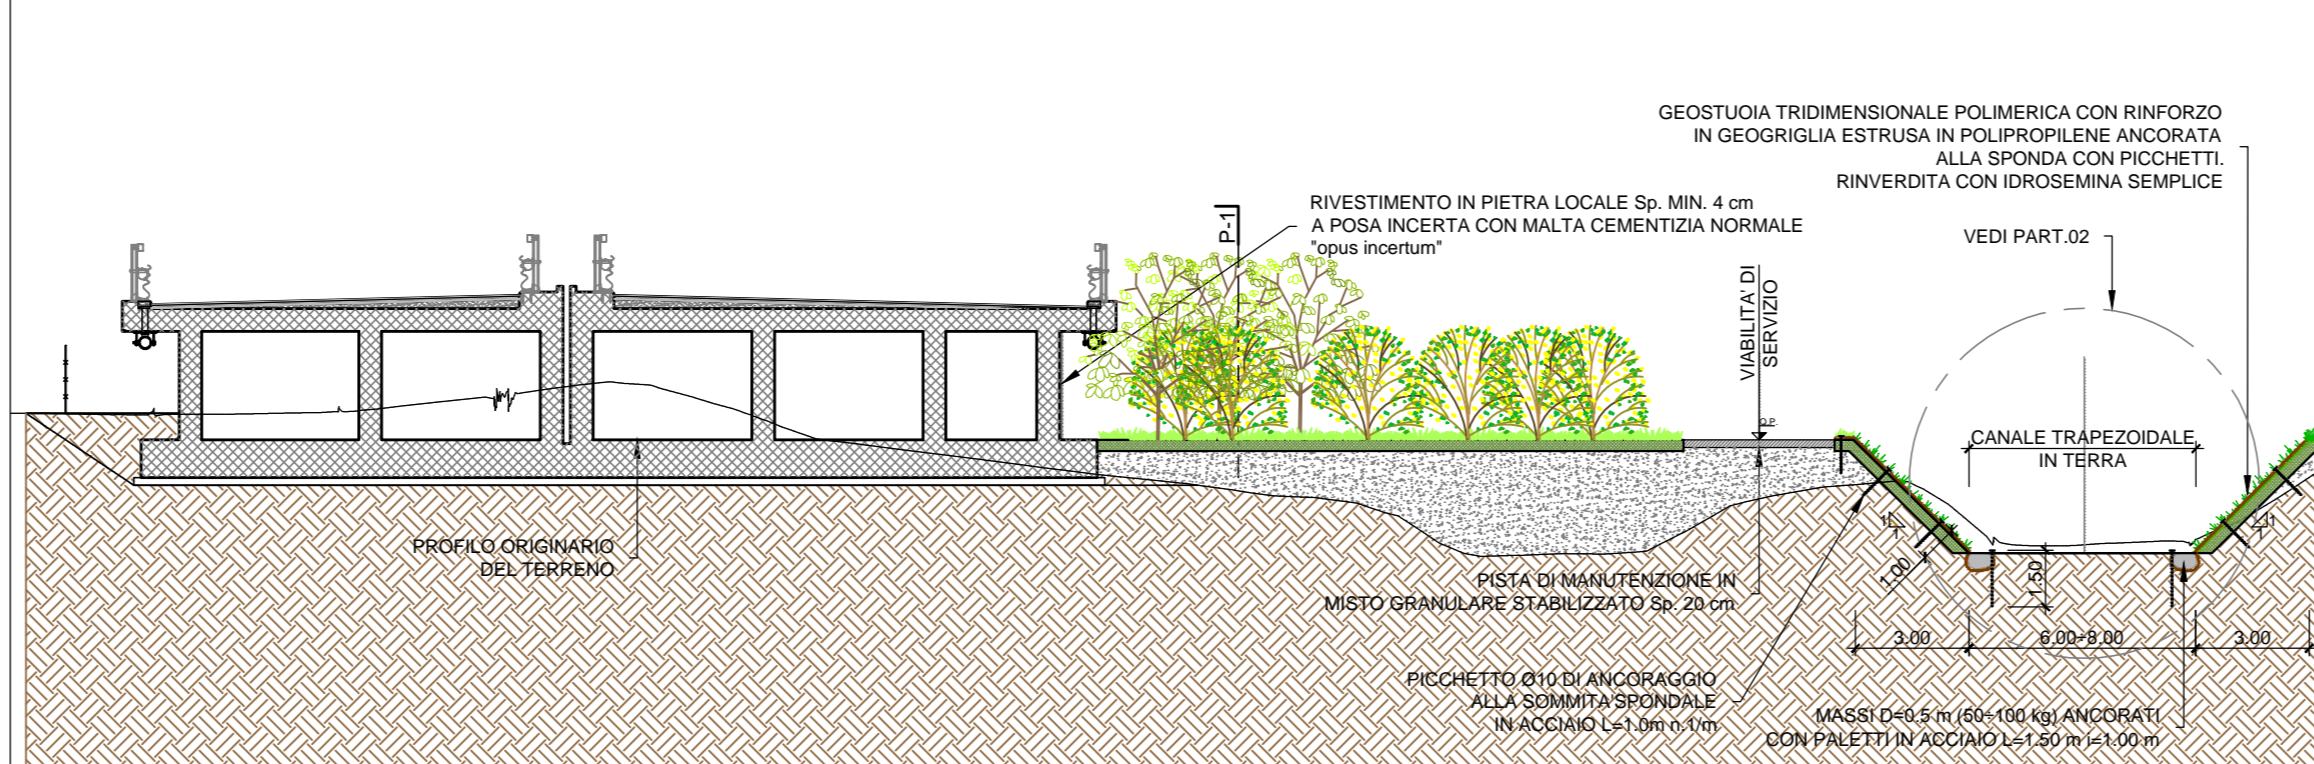 GEOSTUOIA TRIDIMENSIONALE POLIMERICA CON RINFORZO
IN GEOGRIGLIA ESTRUSA IN POLIPROPILENE ANCORATA
ALLA SPONDA CON PICCHETTI.
RINVERDITA CON IDROSEMINA SEMPLICE
RIVESTIMENTO IN PIETRA LOCALE Sp. MIN. 4 cm
A POSA INCERTA CON MALTA CEMENTIZIA NORMALE
"opus incertum"
P-1
VEDI PART.02
VIABILITA' DI
SERVIZIO
CANALE TRAPEZOIDALE
IN TERRA
PROFILO ORIGINARIO
DEL TERRENO
1
1
1
1
1.00
1.50
PISTA DI MANUTENZIONE IN
MISTO GRANULARE STABILIZZATO Sp. 20 cm
3.00
6.00÷8.00
3.00
PICCHETTO Ø10 DI ANCORAGGIO
ALLA SOMMITA'SPONDALE
IN ACCIAIO L=1.0m n.1/m
MASSI D=0.5 m (50÷100 kg) ANCORATI
CON PALETTI IN ACCIAIO L=1.50 m i=1.00 m